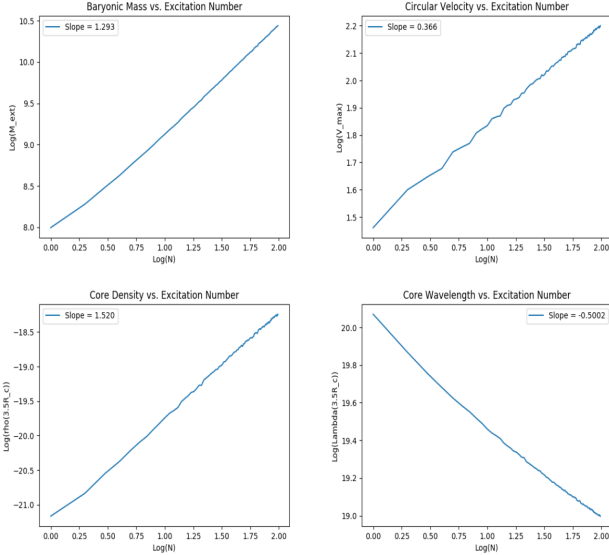 Baryonic Mass vs. Excitation Number
Slope = 1.293
Log(M_ext)
10.5
10.0
9.5
9.0
8.5
8.0
0.00 0.25 0.50 0.75 1.00 1.25 1.50 1.75 2.00
Log(N)
Circular Velocity vs. Excitation Number
Slope = 0.366
Log(V_max)
2.2
2.1
2.0
1.9
1.8
1.7
1.6
1.5
0.00 0.25 0.50 0.75 1.00 1.25 1.50 1.75 2.00
Log(N)
Core Density vs. Excitation Number
Slope = 1.520
Log(rho(3.5R_c))
−18.5
−19.0
−19.5
−20.0
−20.5
−21.0
0.00 0.25 0.50 0.75 1.00 1.25 1.50 1.75 2.00
Log(N)
Core Wavelength vs. Excitation Number
Slope = -0.5002
Log(Lambda(3.5R_c))
20.0
19.8
19.6
19.4
19.2
19.0
0.00 0.25 0.50 0.75 1.00 1.25 1.50 1.75 2.00
Log(N)